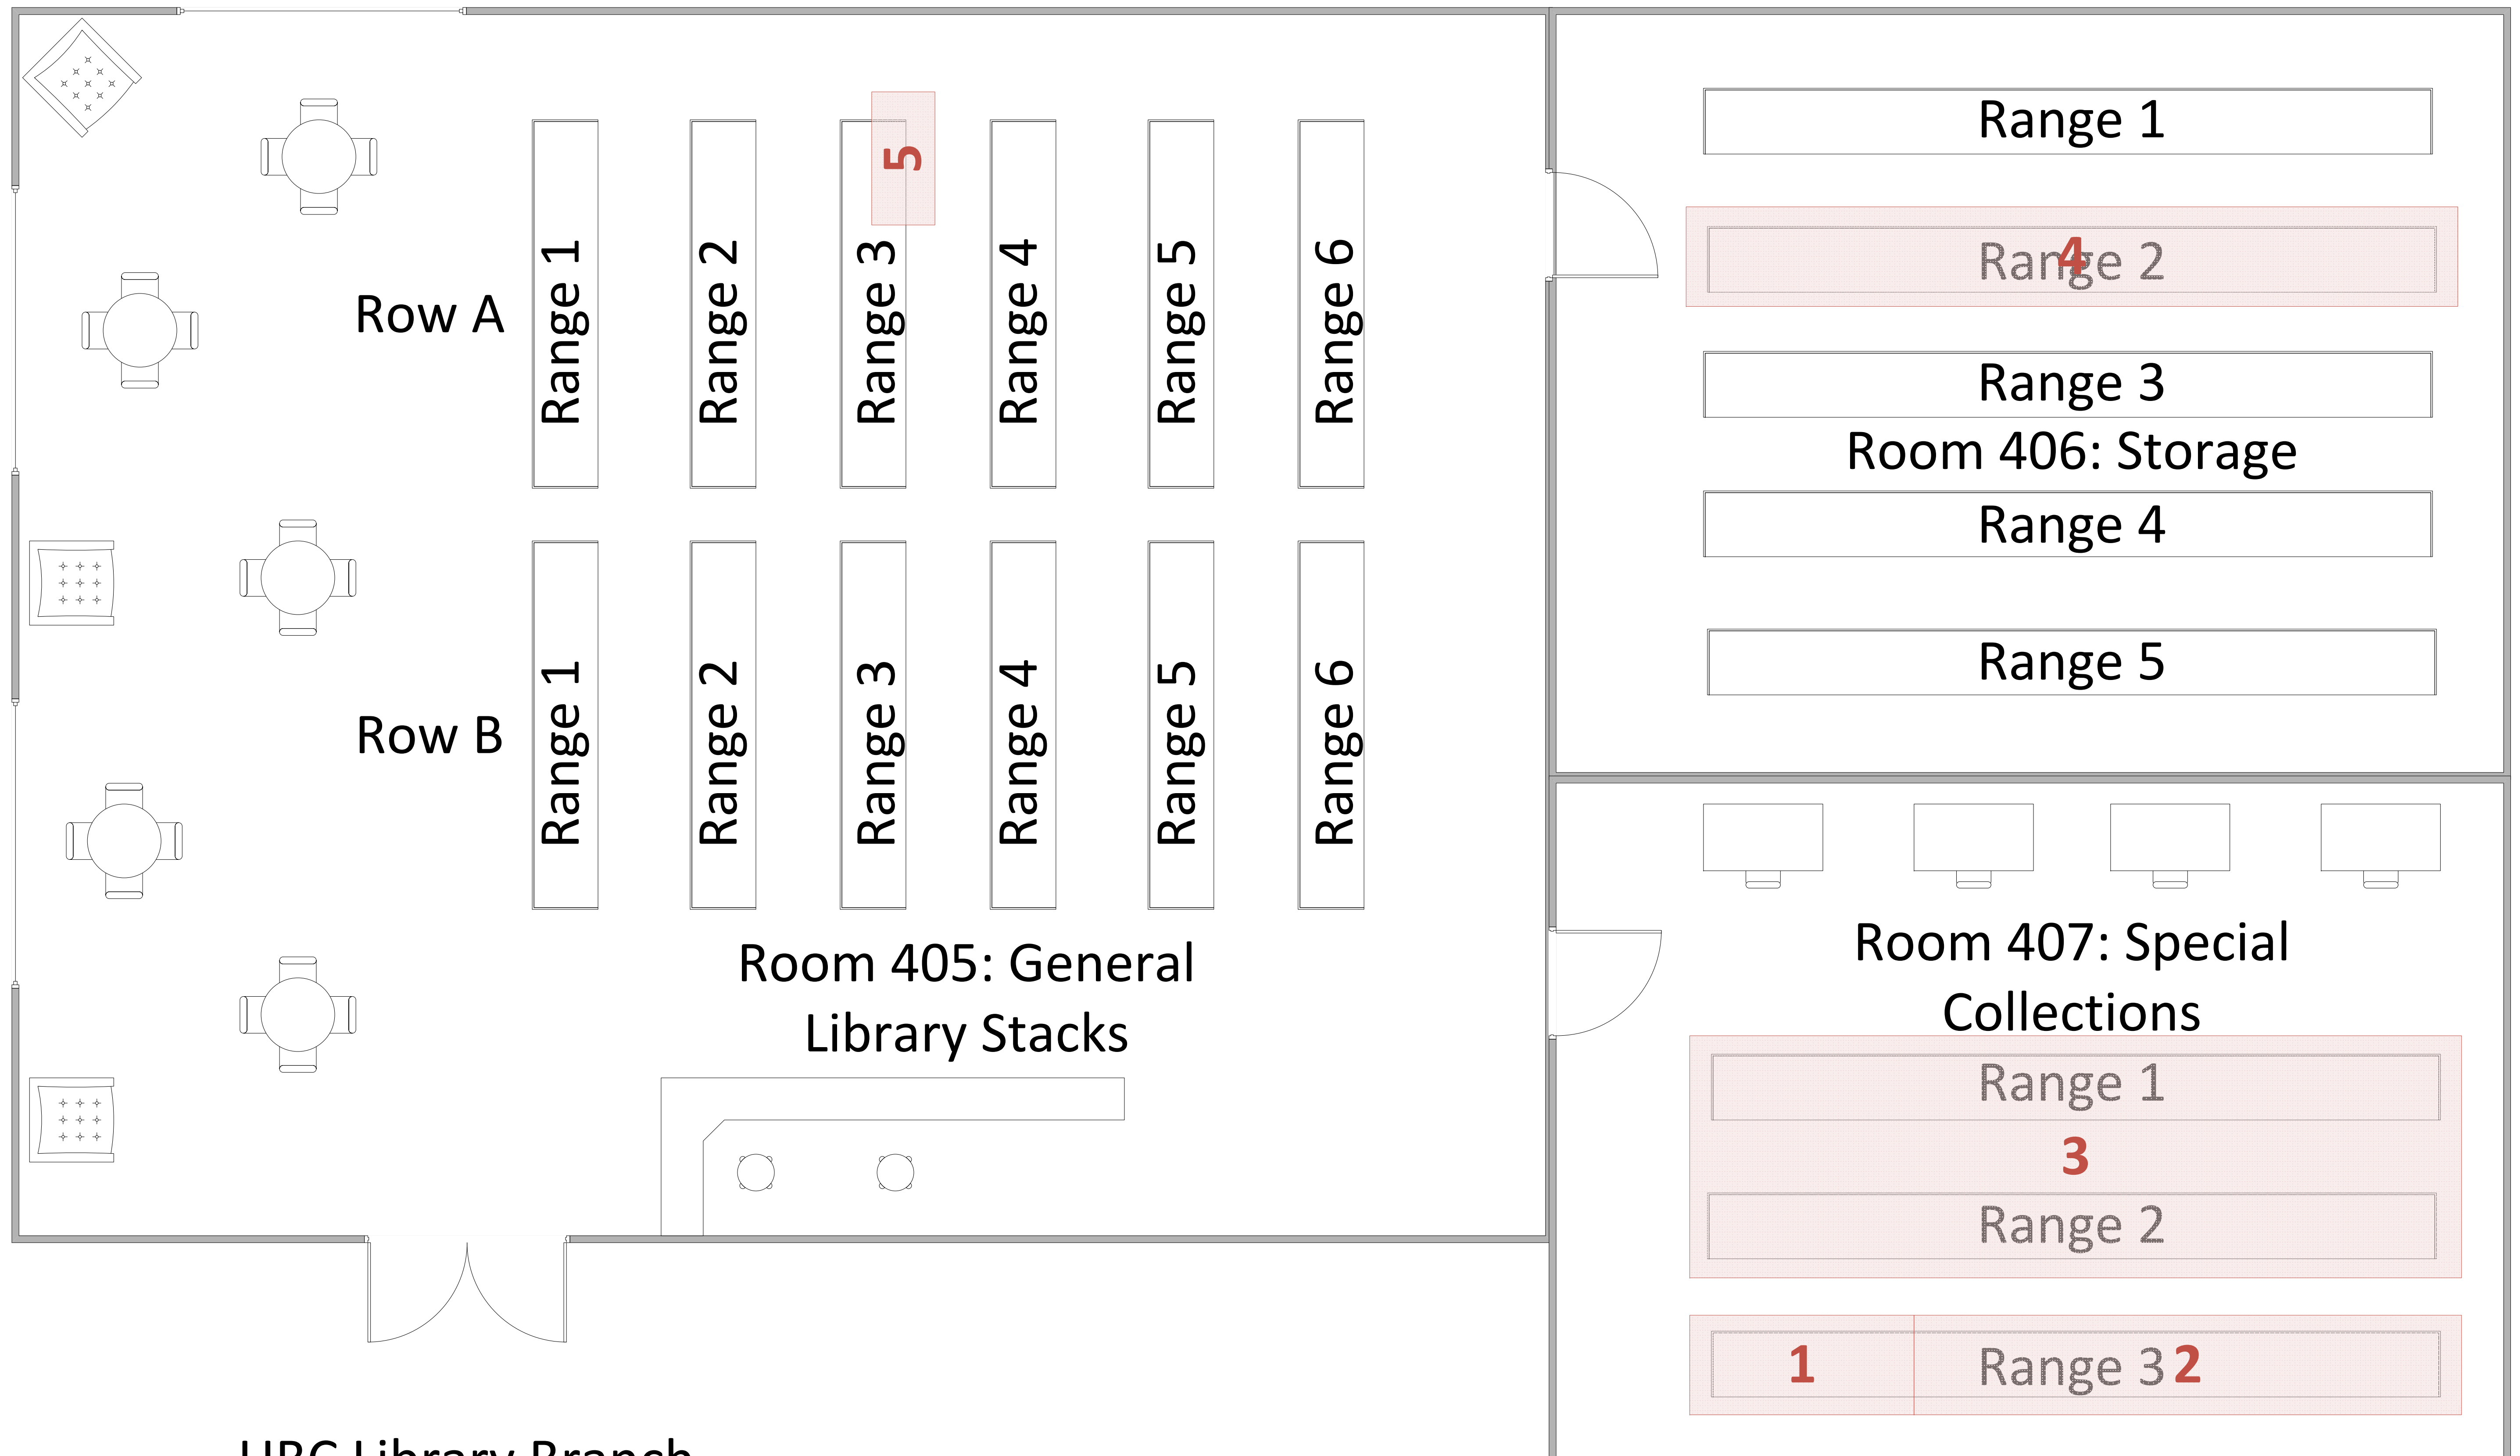 Range 1
5
4
Range 2
Row A
Range 1
Range 2
Range 3
Range 4
Range 5
Range 6
Range 3
Room 406: Storage
Range 4
Range 5
Row B
Range 1
Range 2
Range 3
Range 4
Range 5
Range 6
Room 405: General
Library Stacks
Room 407: Special
Collections
Range 1
3
Range 2
1
Range 3
2
UBC Library Branch